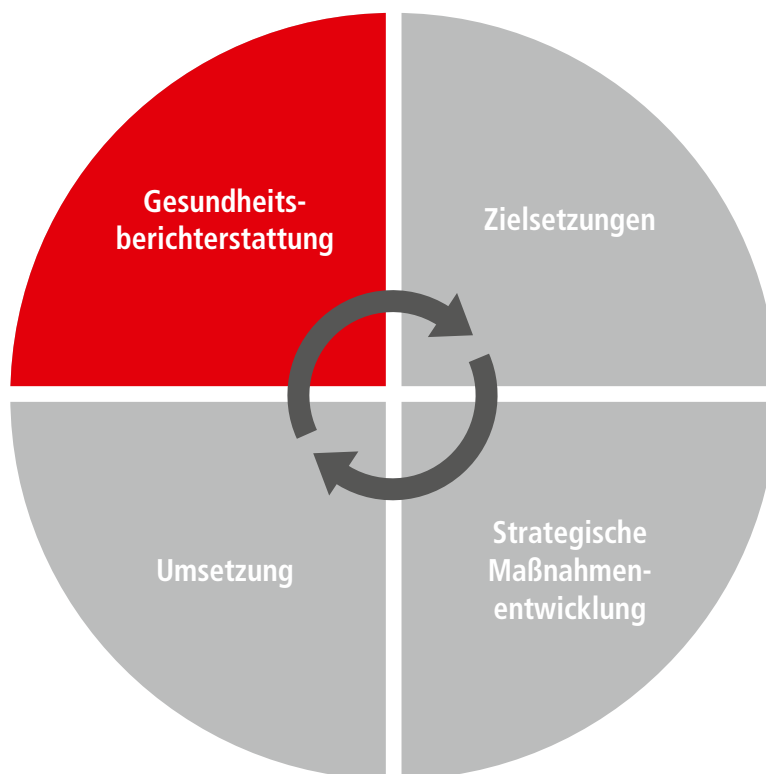 Gesundheits-
berichterstattung
Zielsetzungen
Umsetzung
Strategische
Maßnahmen-
entwicklung